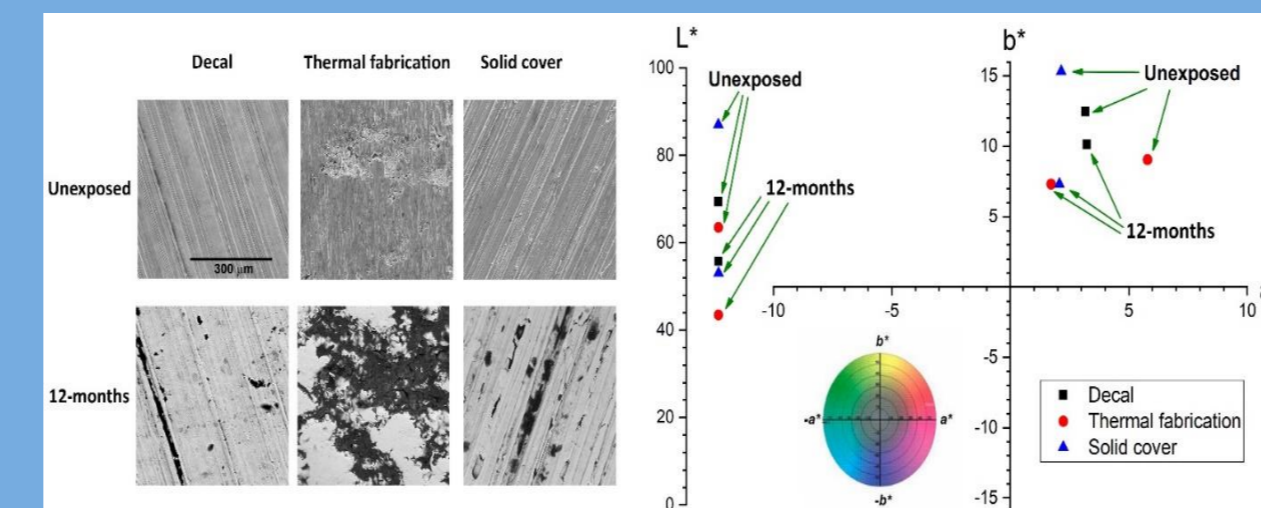 Decal
Thermal fabrication
Solid cover
Unexposed
300 μm
12-months
L*
100
80
60
40
20
0
Unexposed
12-months
b*
15
10
5
-5
-10
-15
-10
-5
0
5
10
Unexposed
12-months
b*
-a*
a*
-b*
Decal
Thermal fabrication
Solid cover